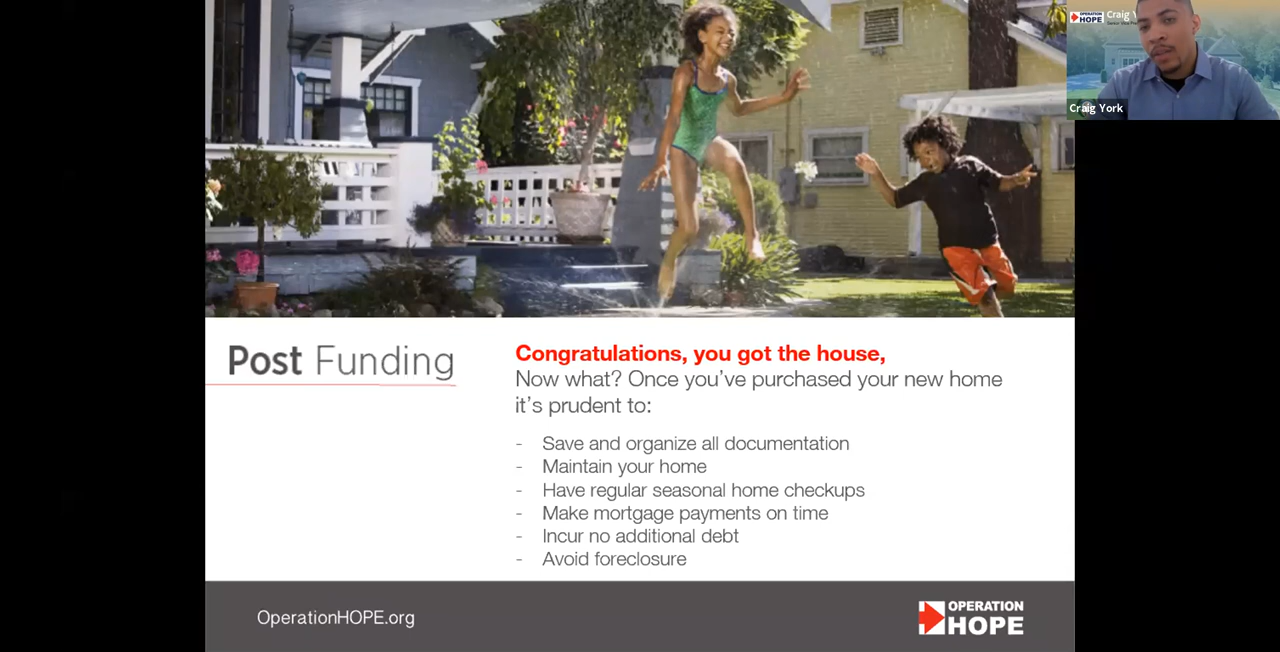 OPERATION
HOPE
Craig
Craig York
Post Funding
Congratulations, you got the house,
Now what? Once you've purchased your new home
it's prudent to:
- Save and organize all documentation
- Maintain your home
- Have regular seasonal home checkups
- Make mortgage payments on time
- Incur no additional debt
- Avoid foreclosure
OperationHOPE.org
OPERATION
HOPE